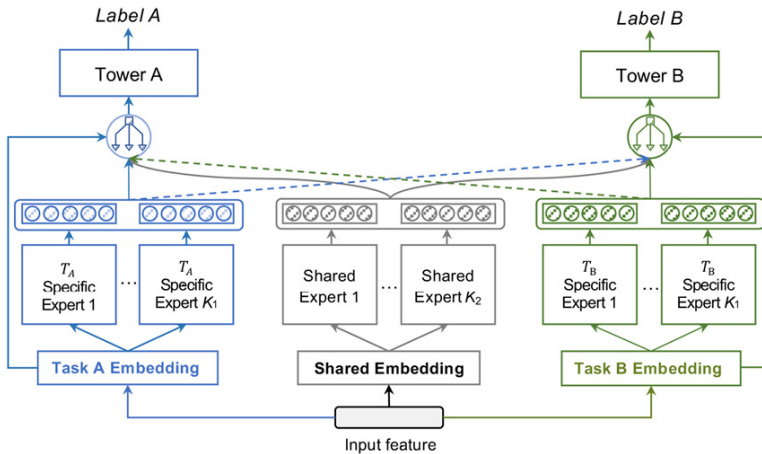 Label A
Label B
Tower A
Tower B
T_A
Specific
Expert 1
...
T_A
Specific
Expert K₁
Shared
Expert 1
...
Shared
Expert K₂
T_B
Specific
Expert 1
...
T_B
Specific
Expert K₁
Task A Embedding
Shared Embedding
Task B Embedding
Input feature